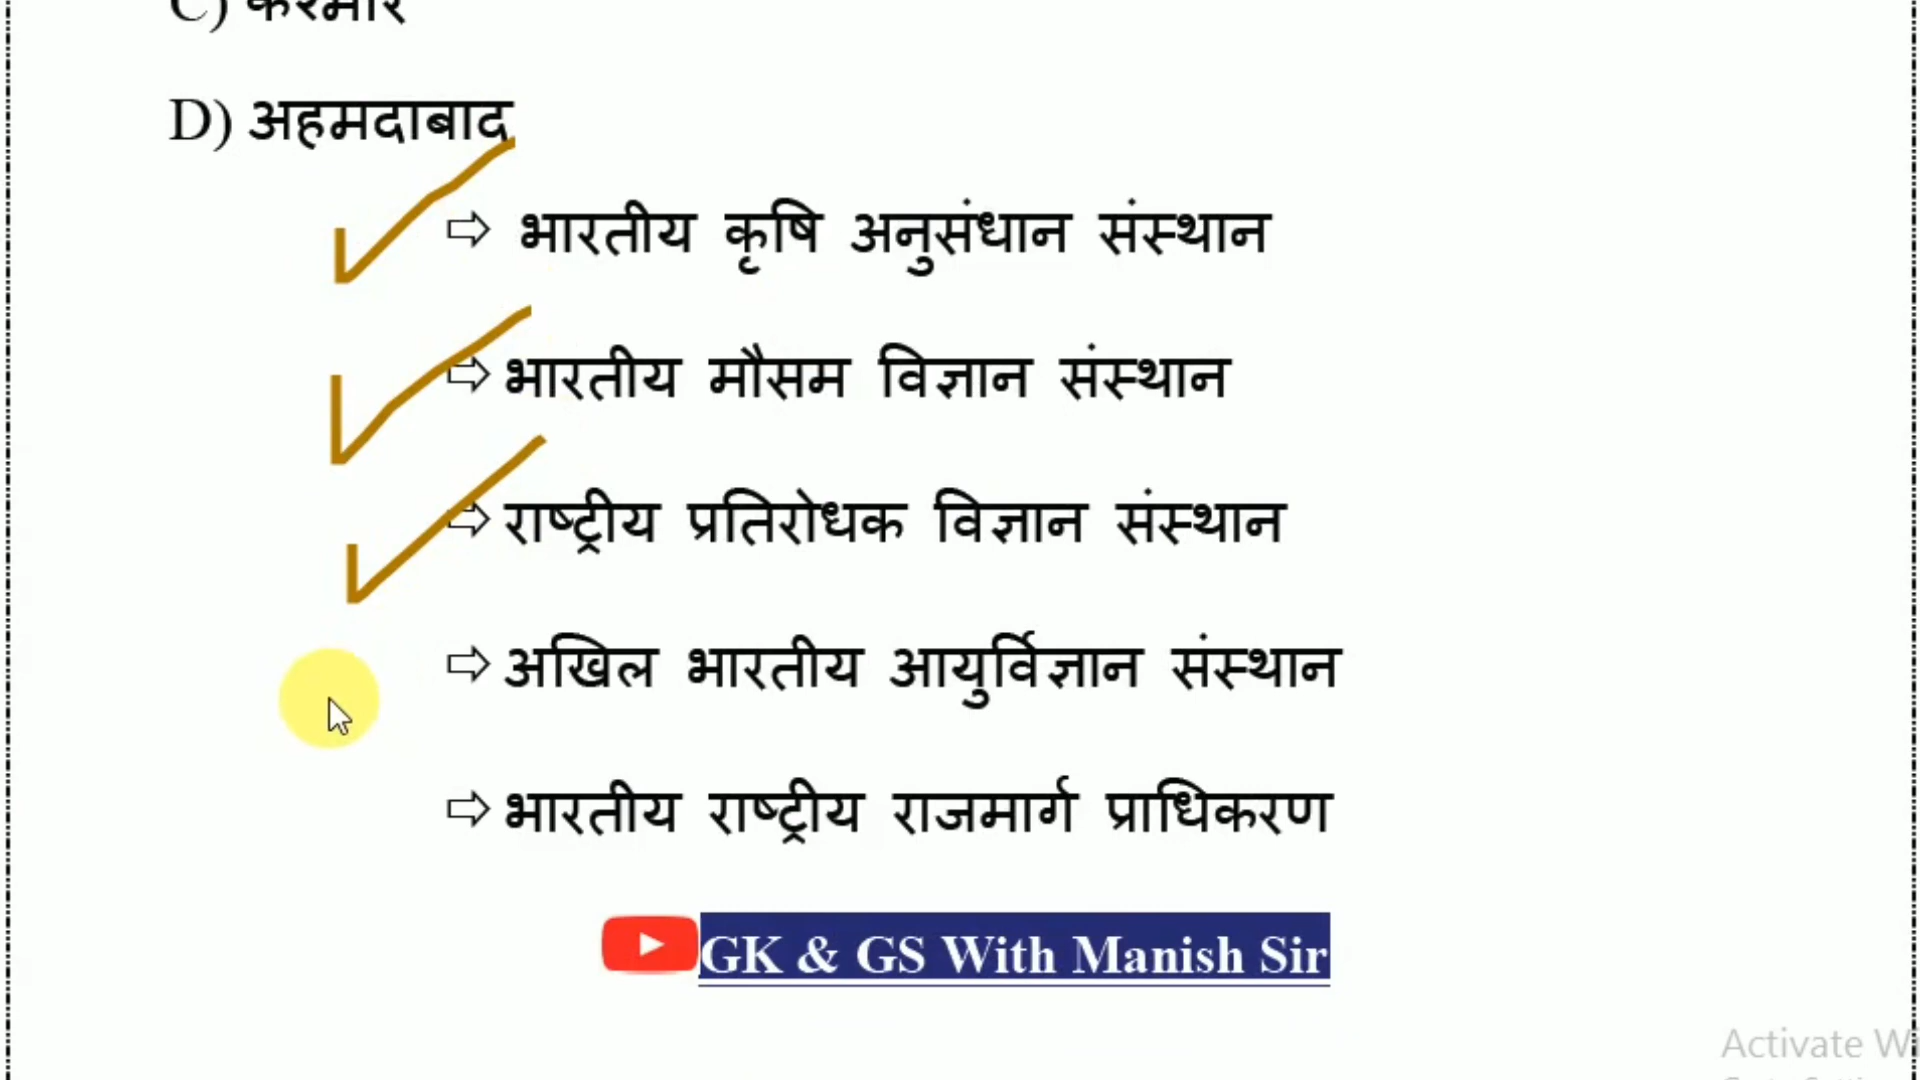 C) कश्मीर
D) अहमदाबाद
⇨ भारतीय कृषि अनुसंधान संस्थान
⇨ भारतीय मौसम विज्ञान संस्थान
⇨ राष्ट्रीय प्रतिरोधक विज्ञान संस्थान
⇨ अखिल भारतीय आयुर्विज्ञान संस्थान
⇨ भारतीय राष्ट्रीय राजमार्ग प्राधिकरण
GK & GS With Manish Sir
Activate